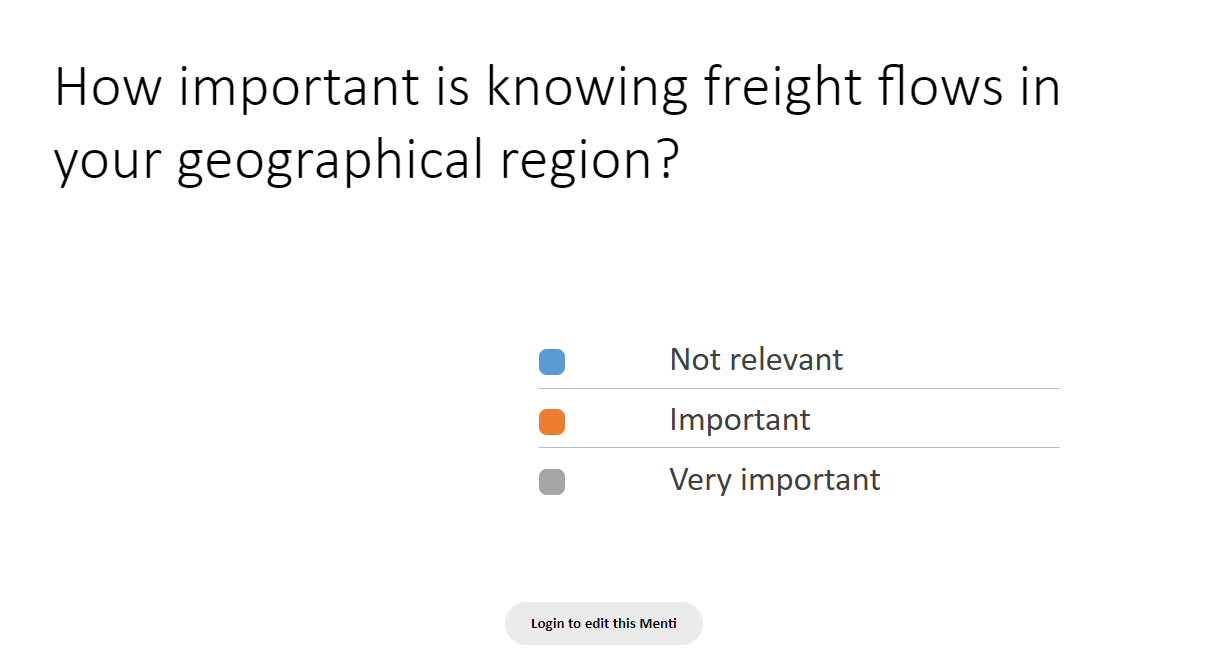 How important is knowing freight flows in
your geographical region?
Not relevant
Important
Very important
Login to edit this Menti